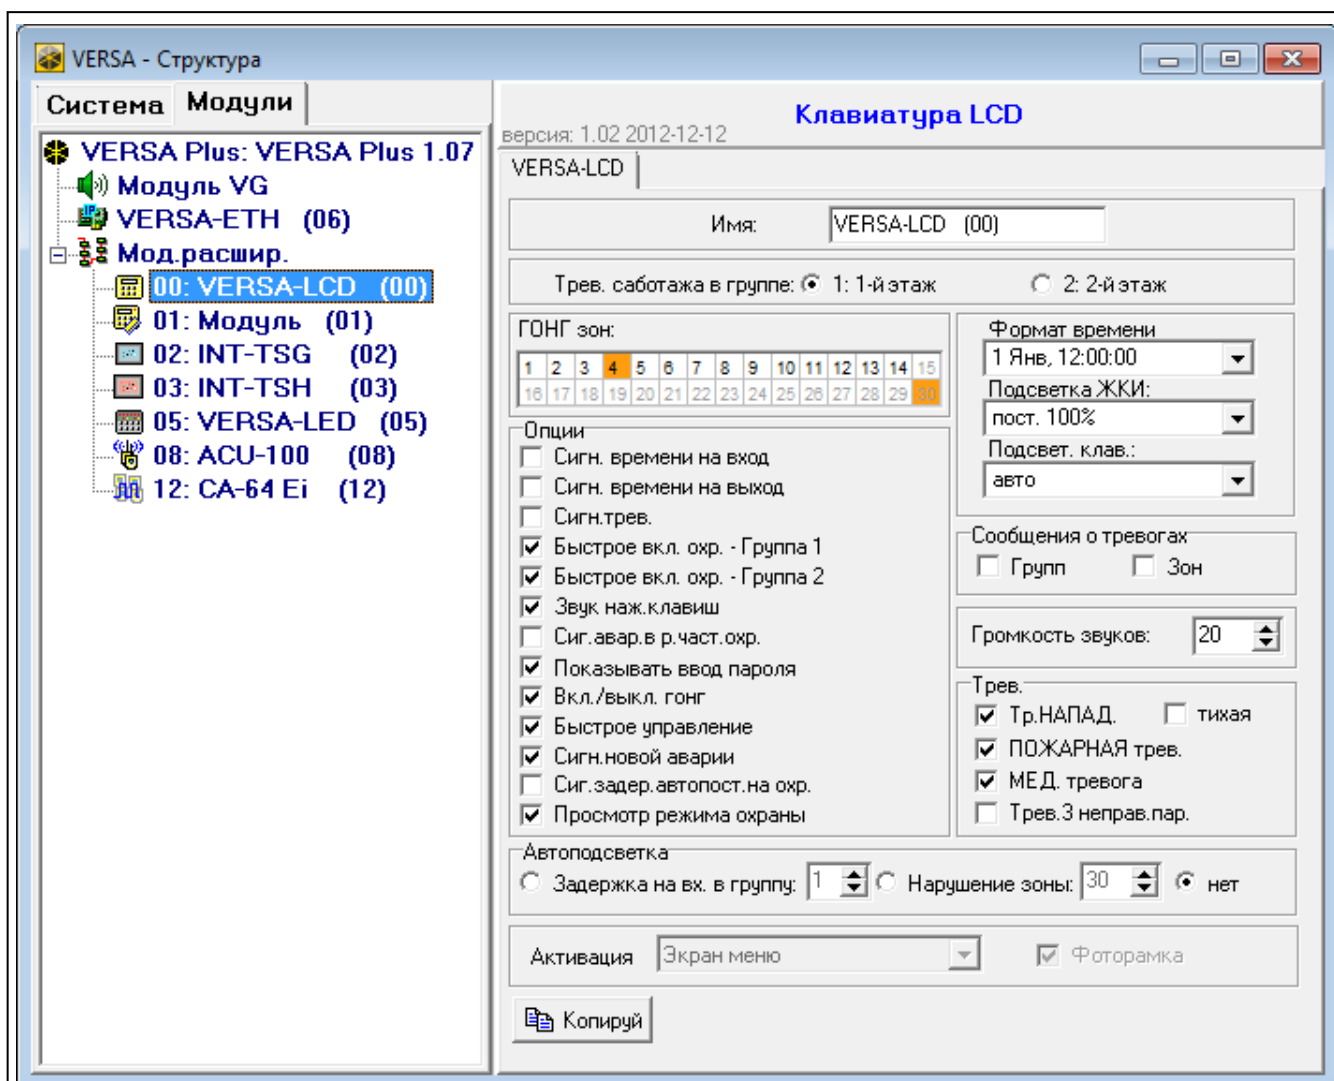 VERSA - Структура
Система Модули
VERSA Plus: VERSA Plus 1.07
Модуль VG
VERSA-ETH (06)
Мод.расшир.
00: VERSA-LCD (00)
01: Модуль (01)
02: INT-TSG (02)
03: INT-TSH (03)
05: VERSA-LED (05)
08: ACU-100 (08)
12: CA-64 Ei (12)
Клавиатура LCD
версия: 1.02 2012-12-12
VERSA-LCD
Имя: VERSA-LCD (00)
Трев. саботажа в группе: 1: 1-й этаж 2: 2-й этаж
ГОНГ зон:
1 2 3 4 5 6 7 8 9 10 11 12 13 14 15
16 17 18 19 20 21 22 23 24 25 26 27 28 29 30
Формат времени
1 Янв, 12:00:00
Подсветка ЖКИ:
пост. 100%
Подсвет. клав.:
авто
Опции
Сигн. времени на вход
Сигн. времени на выход
Сигн.трев.
Быстрое вкл. охр. - Группа 1
Быстрое вкл. охр. - Группа 2
Звук наж.клавиш
Сиг.авар.в р.част.охр.
Показывать ввод пароля
Вкл./выкл. гонг
Быстрое управление
Сигн.новой аварии
Сиг.задер.автопост.на охр.
Просмотр режима охраны
Сообщения о тревогах
Групп Зон
Громкость звуков: 20
Трев.
Тр.НАПАД. тихая
ПОЖАРНАЯ трев.
МЕД. тревога
Трев.3 неправ.пар.
Автоподсветка
Задержка на вх. в группу: 1 Нарушение зоны: 30 нет
Активация Экран меню Фоторамка
Копируй